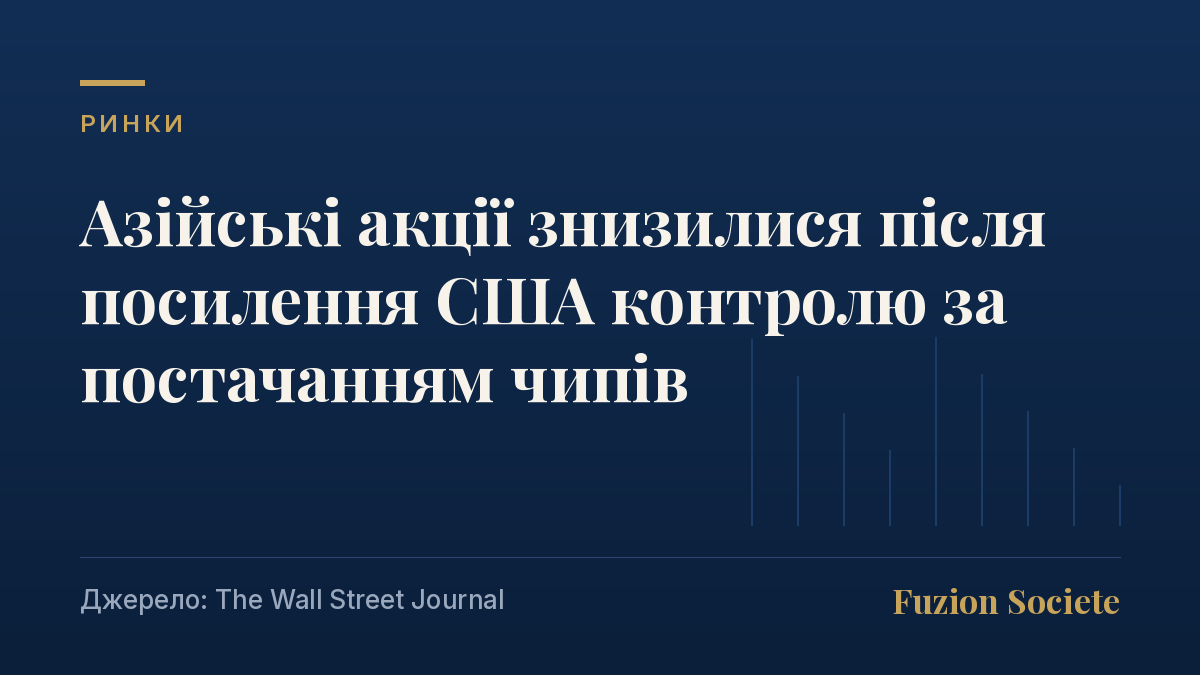 РИНКИ
Азійські акції знизилися після
посилення США контролю за
постачанням чипів
Джерело: The Wall Street Journal
Fuzion Societe